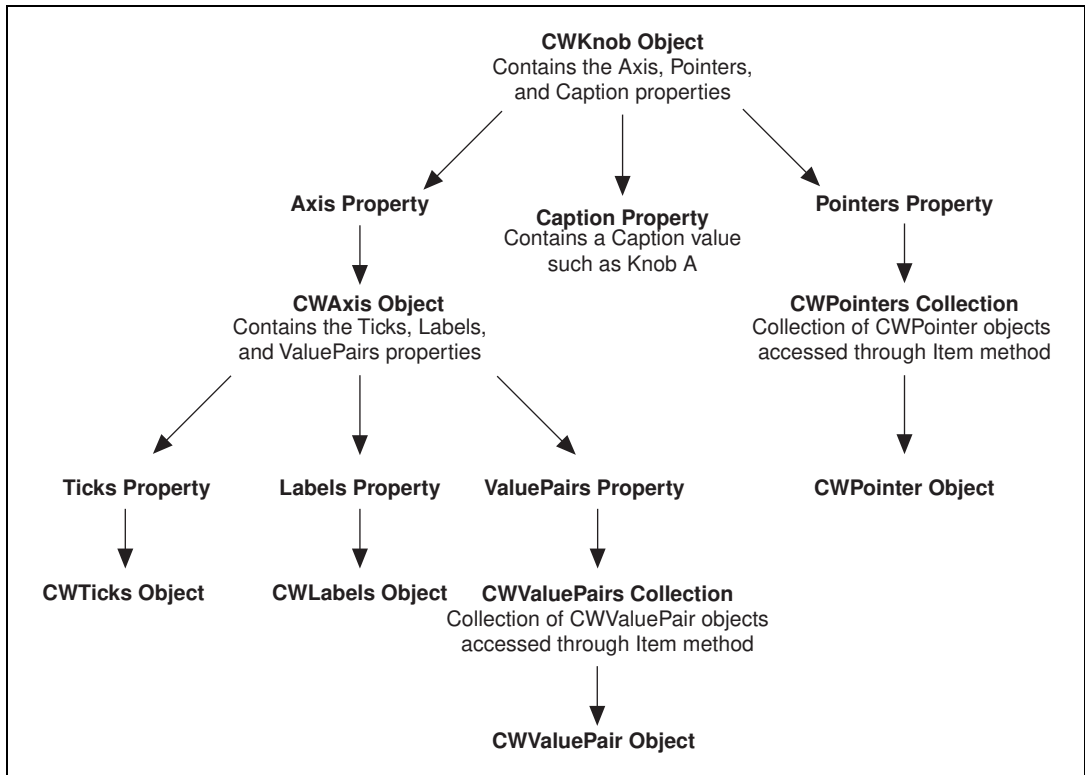 CWKnob Object
Contains the Axis, Pointers,
and Caption properties
Axis Property
Caption Property
Contains a Caption value
such as Knob A
Pointers Property
CWAxis Object
Contains the Ticks, Labels,
and ValuePairs properties
CWPointers Collection
Collection of CWPointer objects
accessed through Item method
Ticks Property
Labels Property
ValuePairs Property
CWPointer Object
CWTicks Object
CWLabels Object
CWValuePairs Collection
Collection of CWValuePair objects
accessed through Item method
CWValuePair Object